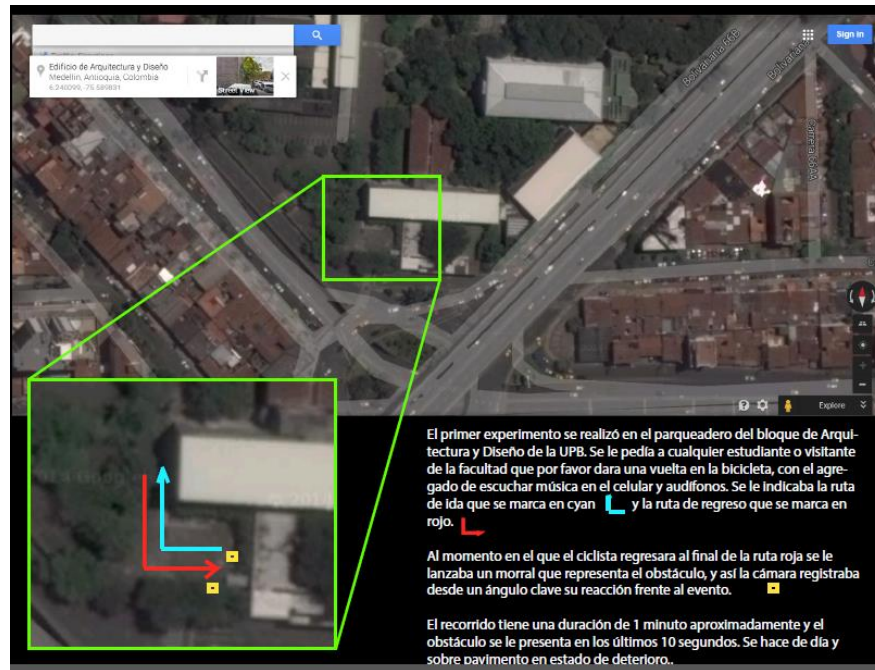 Sign in
Edificio de Arquitectura y Diseño
Medellín, Antioquia, Colombia
6.240099, -75.589831
Street View
Carrera 66AA
Explore
© 2014
El primer experimento se realizó en el parqueadero del bloque de Arqui-
tectura y Diseño de la UPB. Se le pedía a cualquier estudiante o visitante
de la facultad que por favor dara una vuelta en la bicicleta, con el agre-
gado de escuchar música en el celular y audífonos. Se le indicaba la ruta
de ida que se marca en cyan y la ruta de regreso que se marca en
rojo.
Al momento en el que el ciclista regresara al final de la ruta roja se le
lanzaba un morral que representa el obstáculo, y así la cámara registraba
desde un ángulo clave su reacción frente al evento.
El recorrido tiene una duración de 1 minuto aproximadamente y el
obstáculo se le presenta en los últimos 10 segundos. Se hace de día y
sobre pavimento en estado de deterioro..